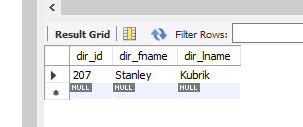 Result Grid Filter Rows:
dir_id dir_fname dir_lname
207 Stanley Kubrik
NULL NULL NULL